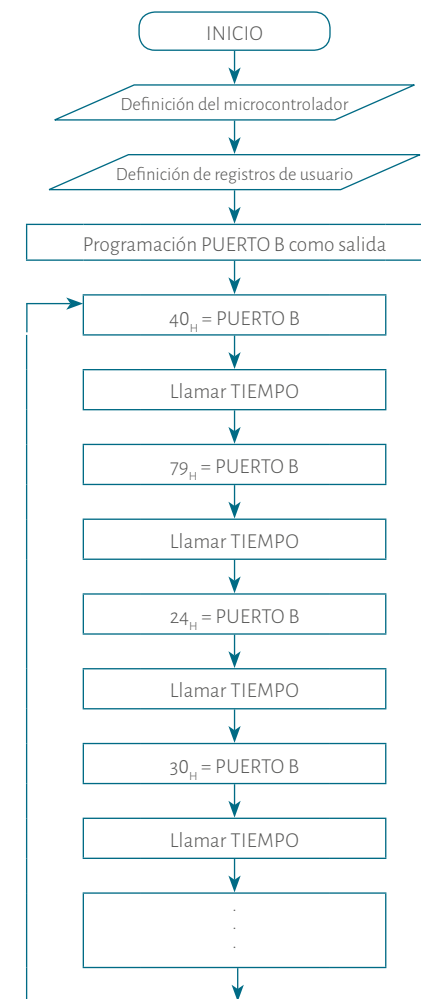 INICIO
Definición del microcontrolador
Definición de registros de usuario
Programación PUERTO B como salida
40H = PUERTO B
Llamar TIEMPO
79H = PUERTO B
Llamar TIEMPO
24H = PUERTO B
Llamar TIEMPO
30H = PUERTO B
Llamar TIEMPO
.
.
.